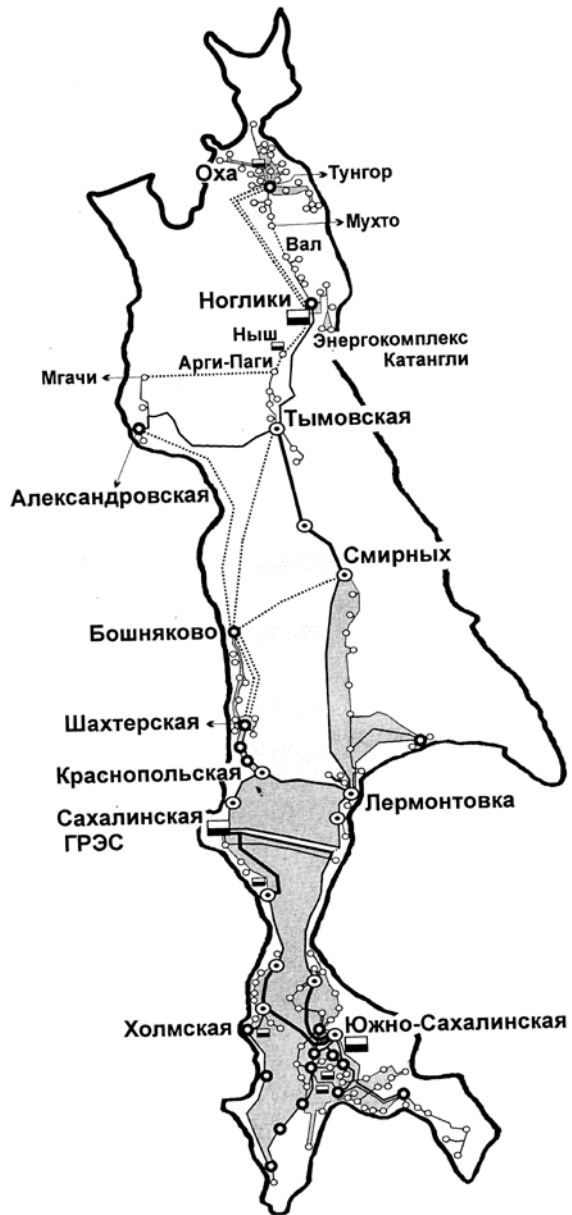 Оха
Тунгор
Мухто
Вал
Ноглики
Ныш
Энергокомплекс
Катангли
Арги-Паги
Мгачи
Тымовская
Александровская
Смирных
Бошняково
Шахтерская
Краснопольская
Лермонтовка
Сахалинская
ГРЭС
Холмская
Южно-Сахалинская